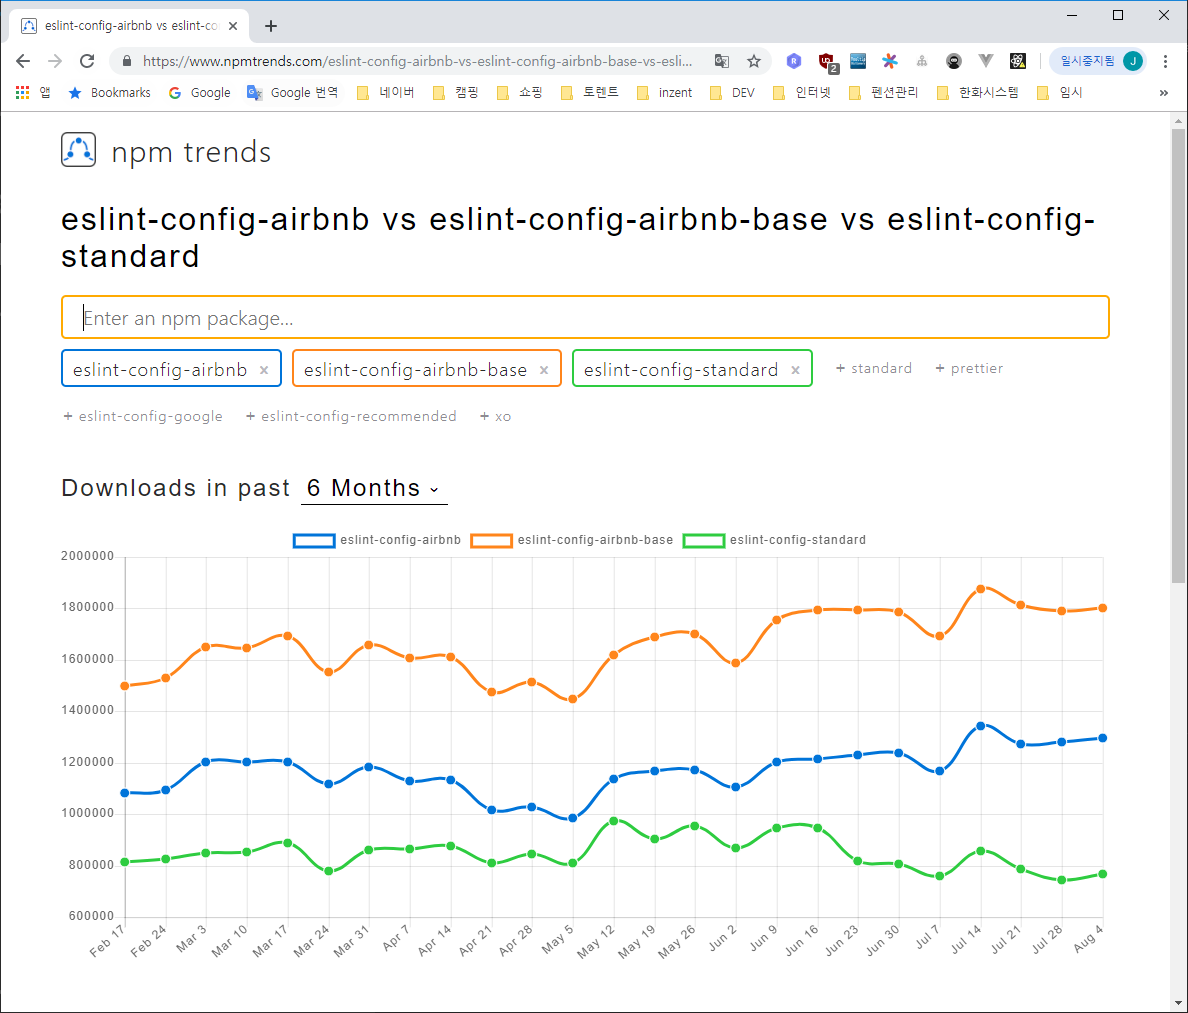 eslint-config-airbnb vs eslint-co
https://www.npmtrends.com/eslint-config-airbnb-vs-eslint-config-airbnb-base-vs-esli...
2
일시중지됨 J
앱 Bookmarks Google Google 번역 네이버 캠핑 쇼핑 토렌트 inzent DEV 인터넷 펜션관리 한화시스템 임시 »
npm trends
eslint-config-airbnb vs eslint-config-airbnb-base vs eslint-config-
standard
Enter an npm package...
eslint-config-airbnb × eslint-config-airbnb-base × eslint-config-standard × + standard + prettier
+ eslint-config-google + eslint-config-recommended + xo
Downloads in past 6 Months
eslint-config-airbnb eslint-config-airbnb-base eslint-config-standard
2000000
1800000
1600000
1400000
1200000
1000000
800000
600000
Feb 17 Feb 24 Mar 3 Mar 10 Mar 17 Mar 24 Mar 31 Apr 7 Apr 14 Apr 21 Apr 28 May 5 May 12 May 19 May 26 Jun 2 Jun 9 Jun 16 Jun 23 Jun 30 Jul 7 Jul 14 Jul 21 Jul 28 Aug 4